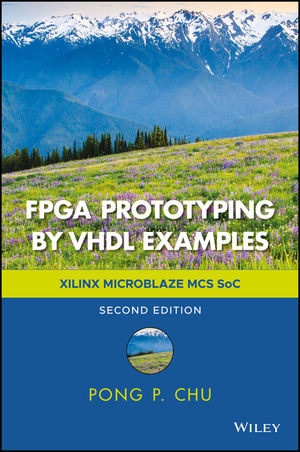 FPGA PROTOTYPING
BY VHDL EXAMPLES
XILINX MICROBLAZE MCS SoC
SECOND EDITION
PONG P. CHU
WILEY